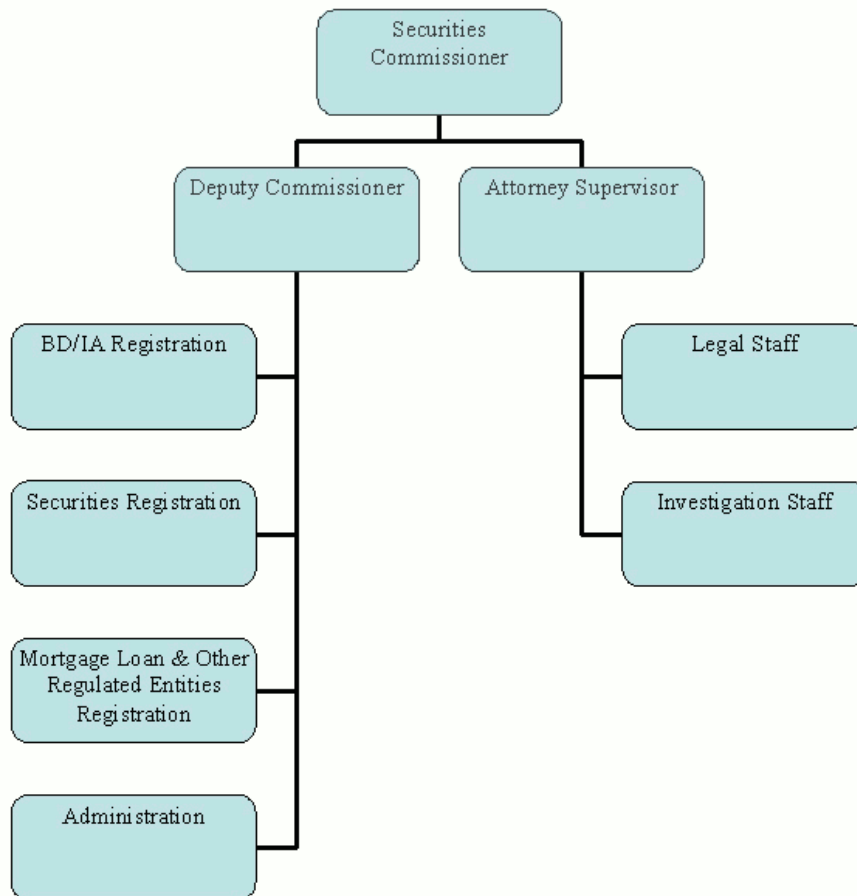 Securities
Commissioner
Deputy Commissioner
Attorney Supervisor
BD/IA Registration
Legal Staff
Securities Registration
Investigation Staff
Mortgage Loan & Other
Regulated Entities
Registration
Administration